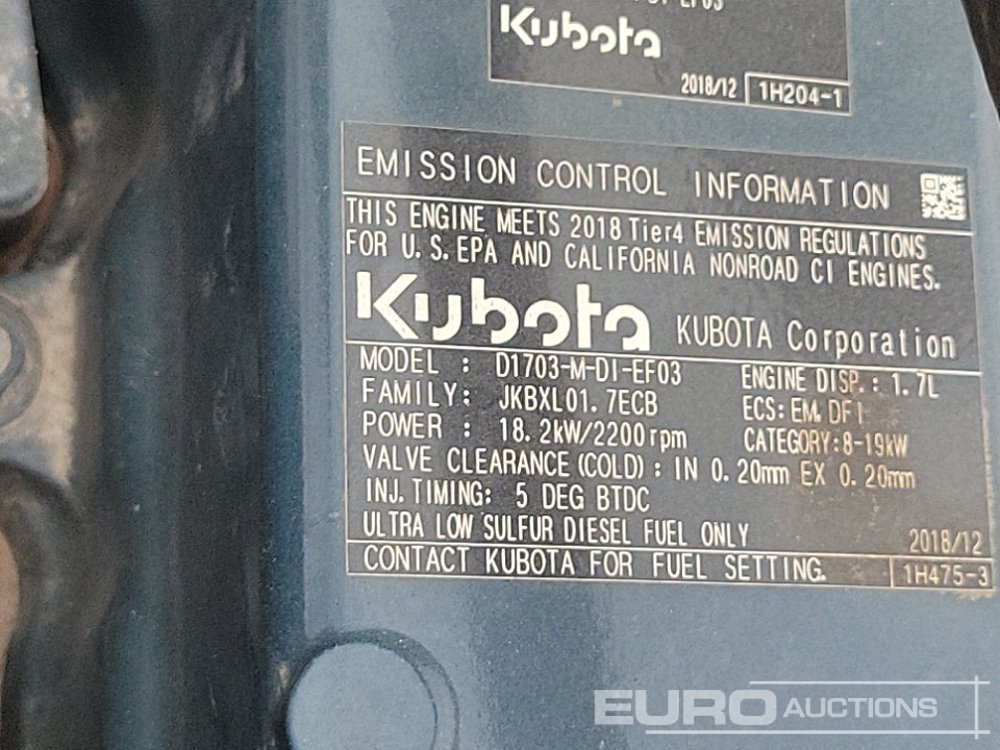 Kubota
2018/12 1H204-1
EMISSION CONTROL INFORMATION
THIS ENGINE MEETS 2018 Tier4 EMISSION REGULATIONS
FOR U.S.EPA AND CALIFORNIA NONROAD CI ENGINES.
Kubota KUBOTA Corporation
MODEL : D1703-M-DI-EF03 ENGINE DISP.: 1.7L
FAMILY: JKBXL01.7ECB ECS: EM, DFI
POWER : 18.2kW/2200rpm CATEGORY:8-19kW
VALVE CLEARANCE(COLD): IN 0.20mm EX 0.20mm
INJ.TIMING: 5 DEG BTDC
ULTRA LOW SULFUR DIESEL FUEL ONLY 2018/12
CONTACT KUBOTA FOR FUEL SETTING. 1H475-3
EURO AUCTIONS